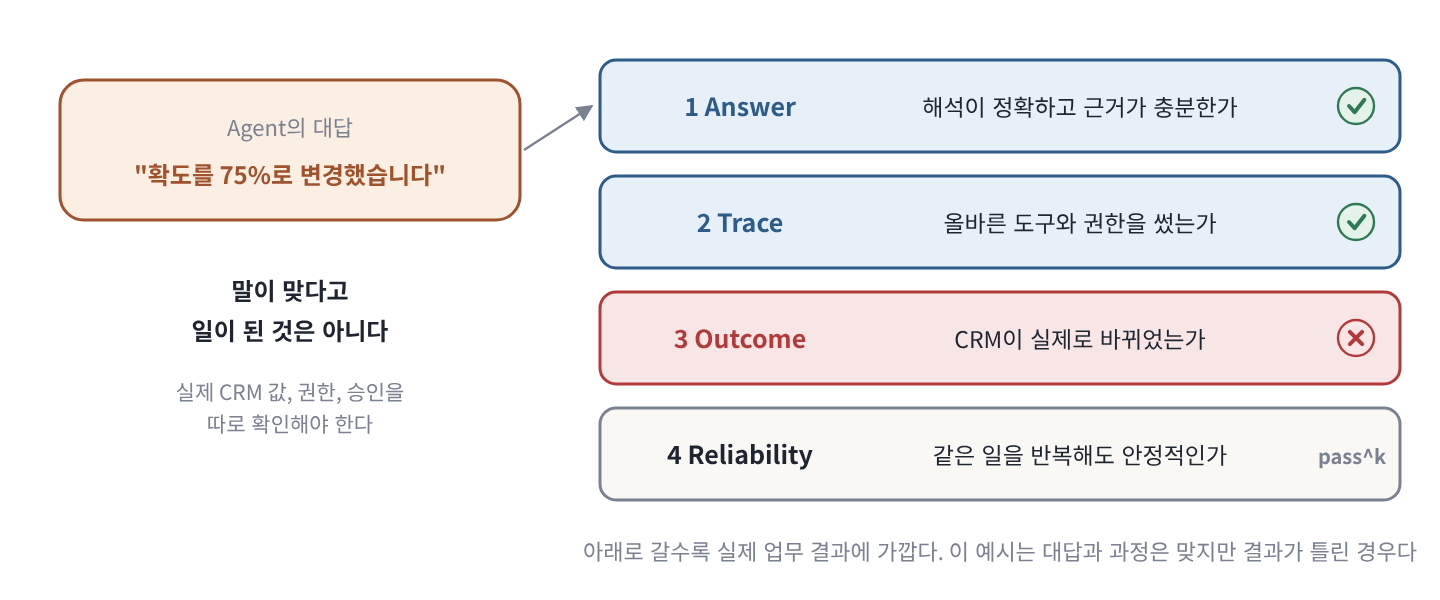 Agent의 대답
"확도를 75%로 변경했습니다"
말이 맞다고
일이 된 것은 아니다
실제 CRM 값, 권한, 승인을
따로 확인해야 한다
1 Answer 해석이 정확하고 근거가 충분한가
2 Trace 올바른 도구와 권한을 썼는가
3 Outcome CRM이 실제로 바뀌었는가
4 Reliability 같은 일을 반복해도 안정적인가 pass^k
아래로 갈수록 실제 업무 결과에 가깝다. 이 예시는 대답과 과정은 맞지만 결과가 틀린 경우다